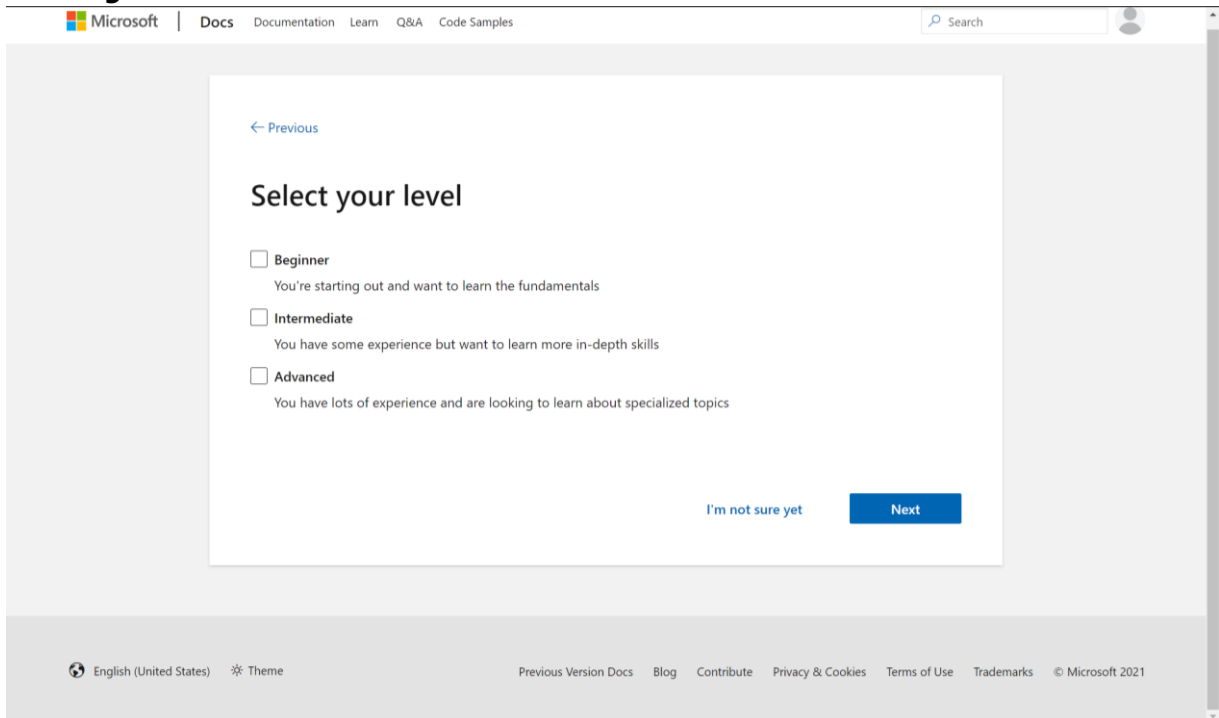 Microsoft | Docs Documentation Learn Q&A Code Samples Search
← Previous
Select your level
Beginner
You're starting out and want to learn the fundamentals
Intermediate
You have some experience but want to learn more in-depth skills
Advanced
You have lots of experience and are looking to learn about specialized topics
I'm not sure yet Next
English (United States) Theme Previous Version Docs Blog Contribute Privacy & Cookies Terms of Use Trademarks © Microsoft 2021